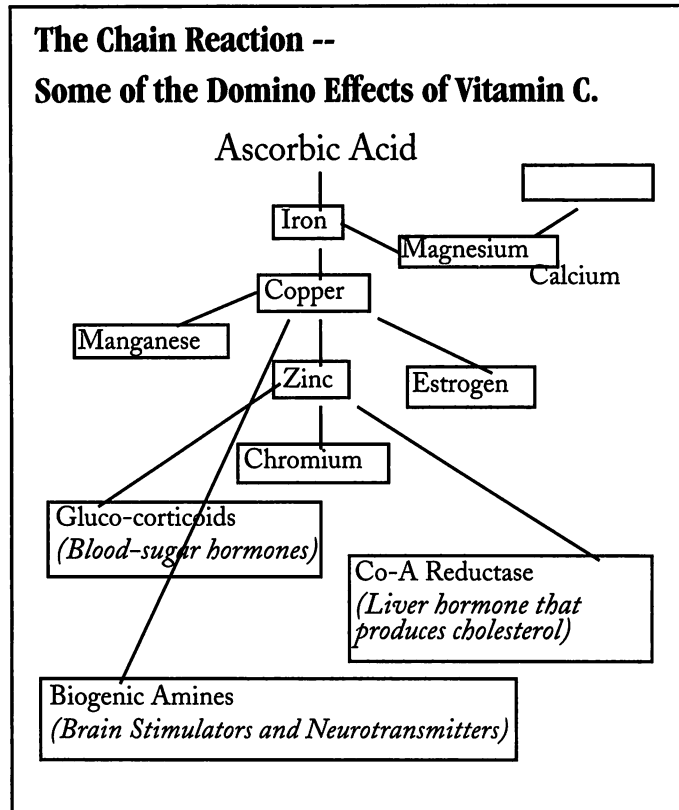 The Chain Reaction --
Some of the Domino Effects of Vitamin C.
Ascorbic Acid
Iron
Magnesium
Calcium
Copper
Manganese
Zinc
Estrogen
Chromium
Gluco-corticoids
(Blood-sugar hormones)
Co-A Reductase
(Liver hormone that
produces cholesterol)
Biogenic Amines
(Brain Stimulators and Neurotransmitters)